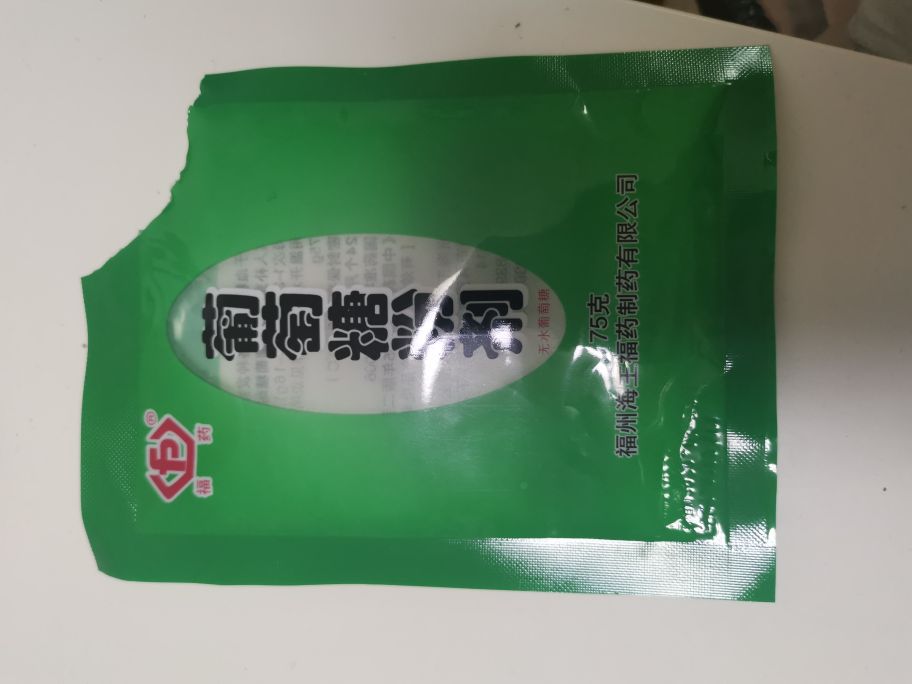 福药®
葡萄糖粉剂
无水葡萄糖
75克
福州海王福药制药有限公司